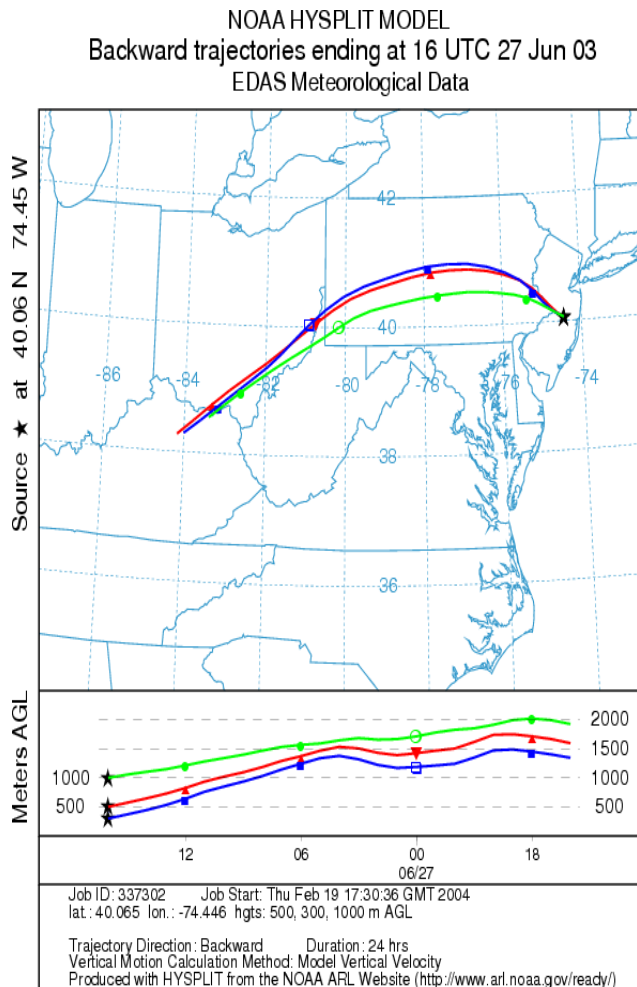 NOAA HYSPLIT MODEL
Backward trajectories ending at 16 UTC 27 Jun 03
EDAS Meteorological Data
Source ★ at 40.06 N 74.45 W
42
40
-86
-84
-82
-80
-78
-76
-74
38
36
Meters AGL
2000
1500
1000
1000
500
500
12
06
00
18
06/27
Job ID: 337302 Job Start: Thu Feb 19 17:30:36 GMT 2004
lat.: 40.065 lon.: -74.446 hgts: 500, 300, 1000 m AGL
Trajectory Direction: Backward Duration: 24 hrs
Vertical Motion Calculation Method: Model Vertical Velocity
Produced with HYSPLIT from the NOAA ARL Website (http://www.arl.noaa.gov/ready/)